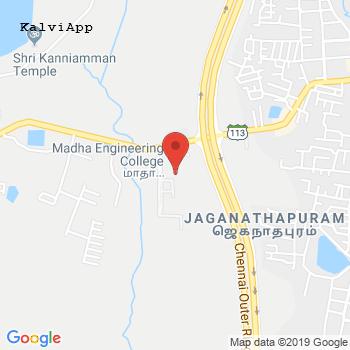 KalviApp
Shri Kanniamman
Temple
113
Madha Engineering
College
மாதா...
JAGANATHAPURAM
ஜெகநாதபுரம்
Chennai Outer R
Google
Map data ©2019 Google